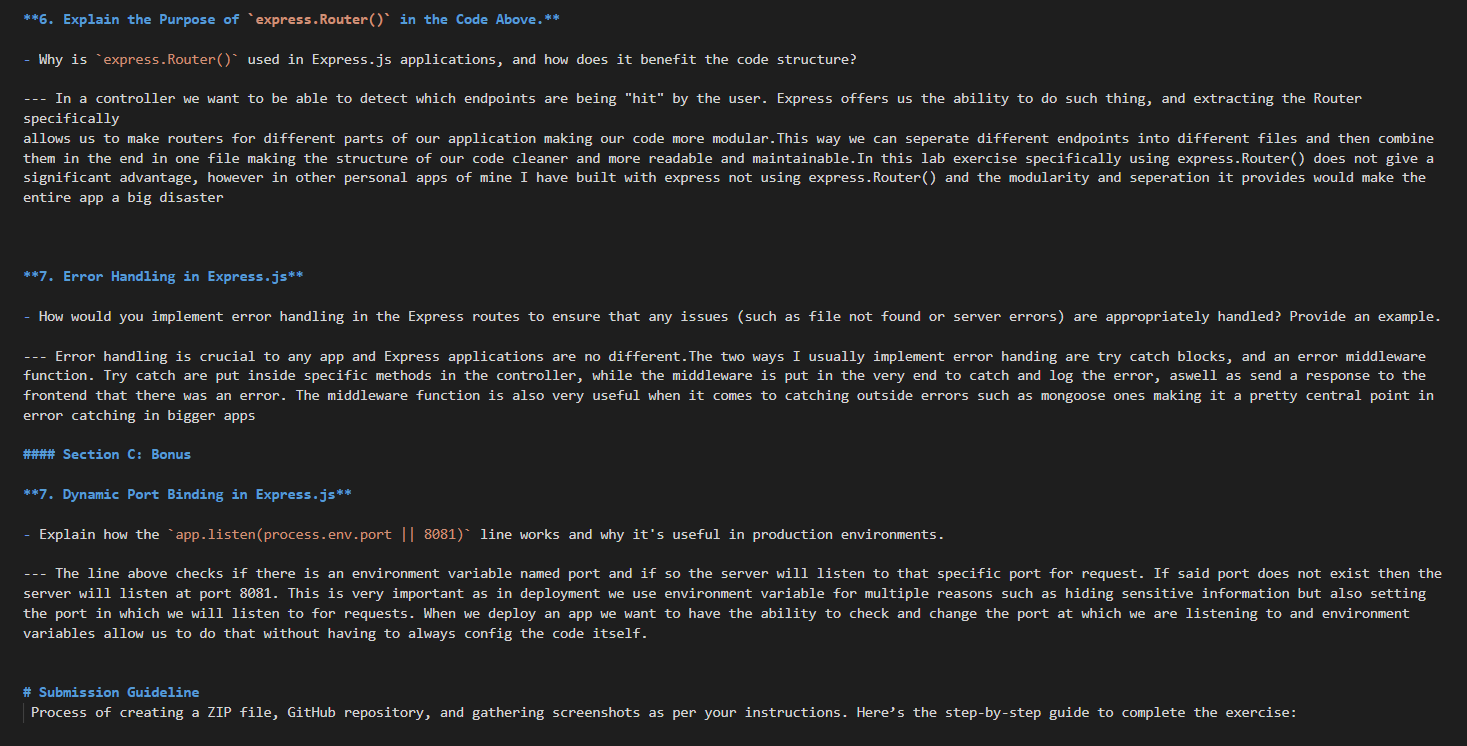 **6. Explain the Purpose of `express.Router()` in the Code Above.**
- Why is `express.Router()` used in Express.js applications, and how does it benefit the code structure?
--- In a controller we want to be able to detect which endpoints are being "hit" by the user. Express offers us the ability to do such thing, and extracting the Router
specifically
allows us to make routers for different parts of our application making our code more modular.This way we can seperate different endpoints into different files and then combine
them in the end in one file making the structure of our code cleaner and more readable and maintainable.In this lab exercise specifically using express.Router() does not give a
significant advantage, however in other personal apps of mine I have built with express not using express.Router() and the modularity and seperation it provides would make the
entire app a big disaster
**7. Error Handling in Express.js**
- How would you implement error handling in the Express routes to ensure that any issues (such as file not found or server errors) are appropriately handled? Provide an example.
--- Error handling is crucial to any app and Express applications are no different.The two ways I usually implement error handing are try catch blocks, and an error middleware
function. Try catch are put inside specific methods in the controller, while the middleware is put in the very end to catch and log the error, aswell as send a response to the
frontend that there was an error. The middleware function is also very useful when it comes to catching outside errors such as mongoose ones making it a pretty central point in
error catching in bigger apps
#### Section C: Bonus
**7. Dynamic Port Binding in Express.js**
- Explain how the `app.listen(process.env.port || 8081)` line works and why it's useful in production environments.
--- The line above checks if there is an environment variable named port and if so the server will listen to that specific port for request. If said port does not exist then the
server will listen at port 8081. This is very important as in deployment we use environment variable for multiple reasons such as hiding sensitive information but also setting
the port in which we will listen to for requests. When we deploy an app we want to have the ability to check and change the port at which we are listening to and environment
variables allow us to do that without having to always config the code itself.
# Submission Guideline
Process of creating a ZIP file, GitHub repository, and gathering screenshots as per your instructions. Here’s the step-by-step guide to complete the exercise: